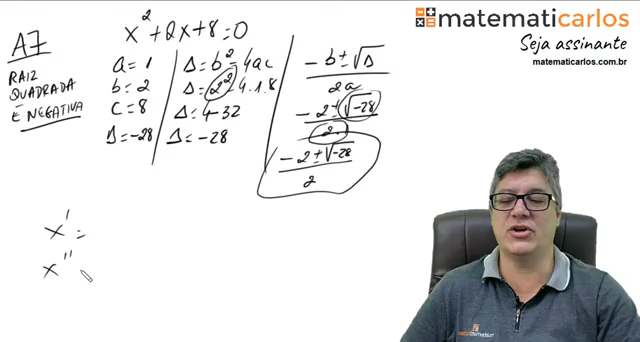 A7
RAIZ
QUADRADA
É NEGATIVA
x² + 2x + 8 = 0
a = 1
b = 2
c = 8
Δ = -28
Δ = b² - 4ac
Δ = 2² - 4.1.8
Δ = 4 - 32
Δ = -28
-b ± √Δ
2a
-2 ± √-28
2
-2 ± √-28
2
x' =
x''
matematicarlos
Seja assinante
matematicarlos.com.br